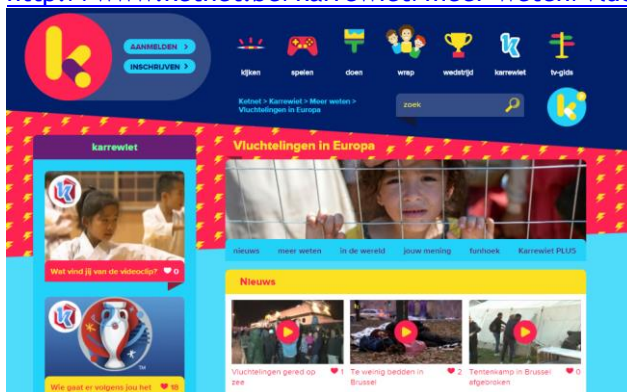 AANMELDEN >
INSCHRIJVEN >
kijken spelen doen wrap wedstrijd karrewiet tv-gids
Ketnet > Karrewiet > Meer weten >
Vluchtelingen in Europa
zoek
karrewiet
Vluchtelingen in Europa
nieuws meer weten in de wereld jouw mening funhoek Karrewiet PLUS
Wat vind jij van de videoclip? 0
Nieuws
Vluchtelingen gered op zee 1
Te weinig bedden in Brussel 2
Tentenkamp in Brussel afgebroken 0
Wie gaat er volgens jou het 18